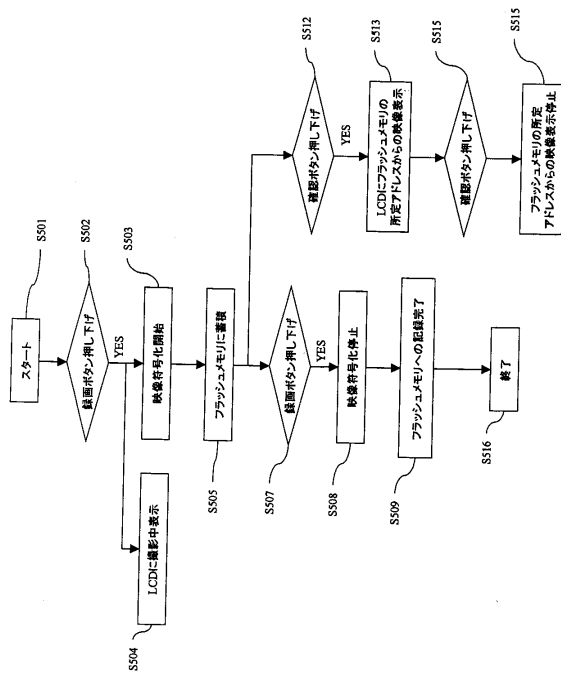 スタート
S501
録画ボタン押し下げ
S502
YES
映像符号化開始
S503
LCDに撮影中表示
S504
フラッシュメモリに蓄積
S505
録画ボタン押し下げ
S507
YES
映像符号化停止
S508
フラッシュメモリへの記録完了
S509
終了
S516
確認ボタン押し下げ
S512
YES
LCDにフラッシュメモリの
所定アドレスからの映像表示
S513
確認ボタン押し下げ
S515
フラッシュメモリの所定
アドレスからの映像表示停止
S515